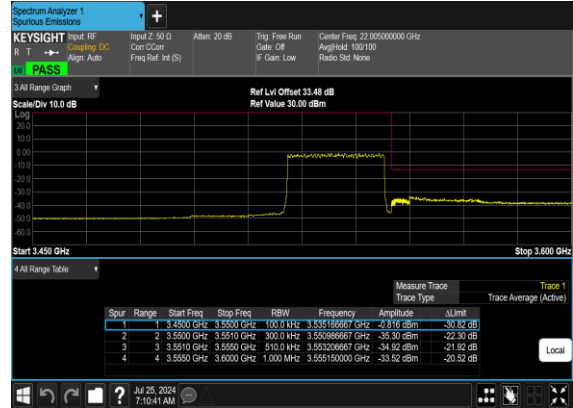 Spectrum Analyzer 1
Spurious Emissions
KEYSIGHT Input: RF Input Z: 50 Ω Atten: 20 dB Trig: Free Run Center Freq: 22.005000000 GHz
R T Coupling: DC Corr CCorr Gate: Off Avg|Hold: 100/100
Align: Auto Freq Ref: Int (S) IF Gain: Low Radio Std: None
PASS
3 All Range Graph
Ref Lvl Offset 33.48 dB
Scale/Div 10.0 dB Ref Value 30.00 dBm
Log
20.0
10.0
0.00
-10.0
-20.0
-30.0
-40.0
-50.0
-60.0
Start 3.450 GHz Stop 3.600 GHz
4 All Range Table
Measure Trace Trace 1
Trace Type Trace Average (Active)
Spur Range Start Freq Stop Freq RBW Frequency Amplitude ΔLimit
1 1 3.4500 GHz 3.5500 GHz 100.0 kHz 3.535166667 GHz -0.816 dBm -30.82 dB
2 2 3.5500 GHz 3.5510 GHz 300.0 kHz 3.550986667 GHz -35.30 dBm -22.30 dB
3 3 3.5510 GHz 3.5550 GHz 510.0 kHz 3.553206667 GHz -34.92 dBm -21.92 dB
4 4 3.5550 GHz 3.6000 GHz 1.000 MHz 3.555150000 GHz -33.52 dBm -20.52 dB
Local
Jul 25, 2024
7:10:41 AM